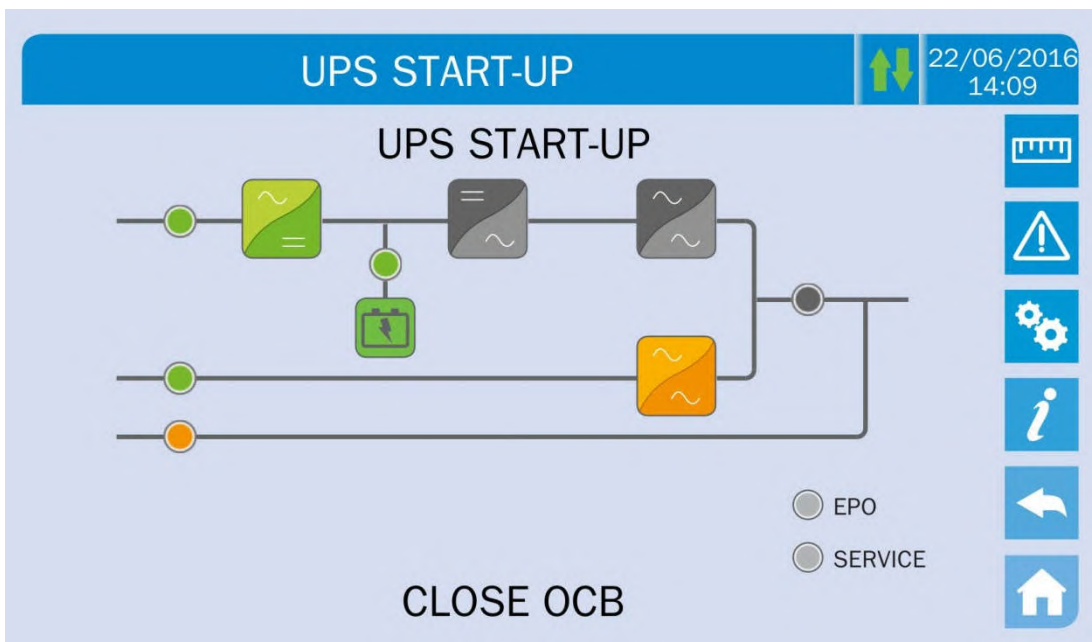 UPS START-UP
22/06/2016
14:09
UPS START-UP
EPO
SERVICE
CLOSE OCB